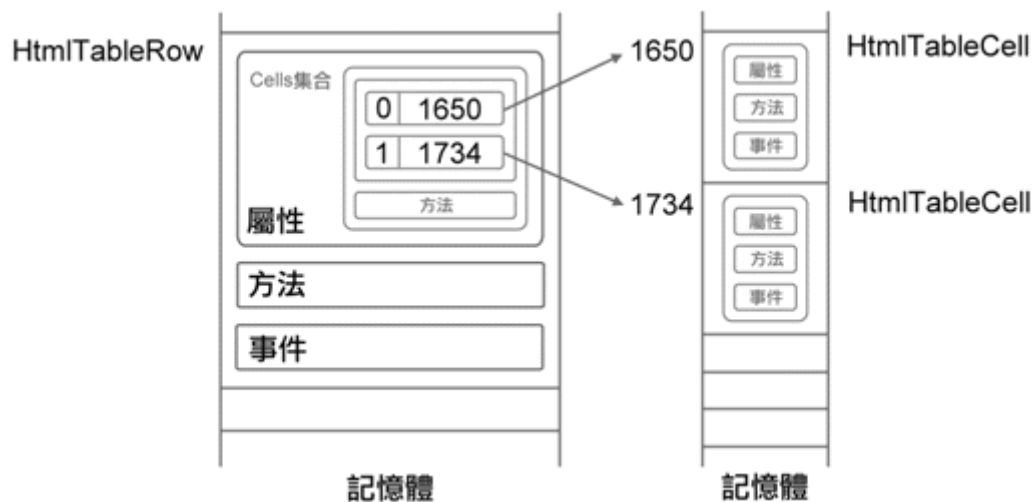 HtmlTableRow
Cells集合
0 1650
1 1734
方法
屬性
方法
事件
記憶體
1650
HtmlTableCell
屬性
方法
事件
1734
HtmlTableCell
屬性
方法
事件
記憶體